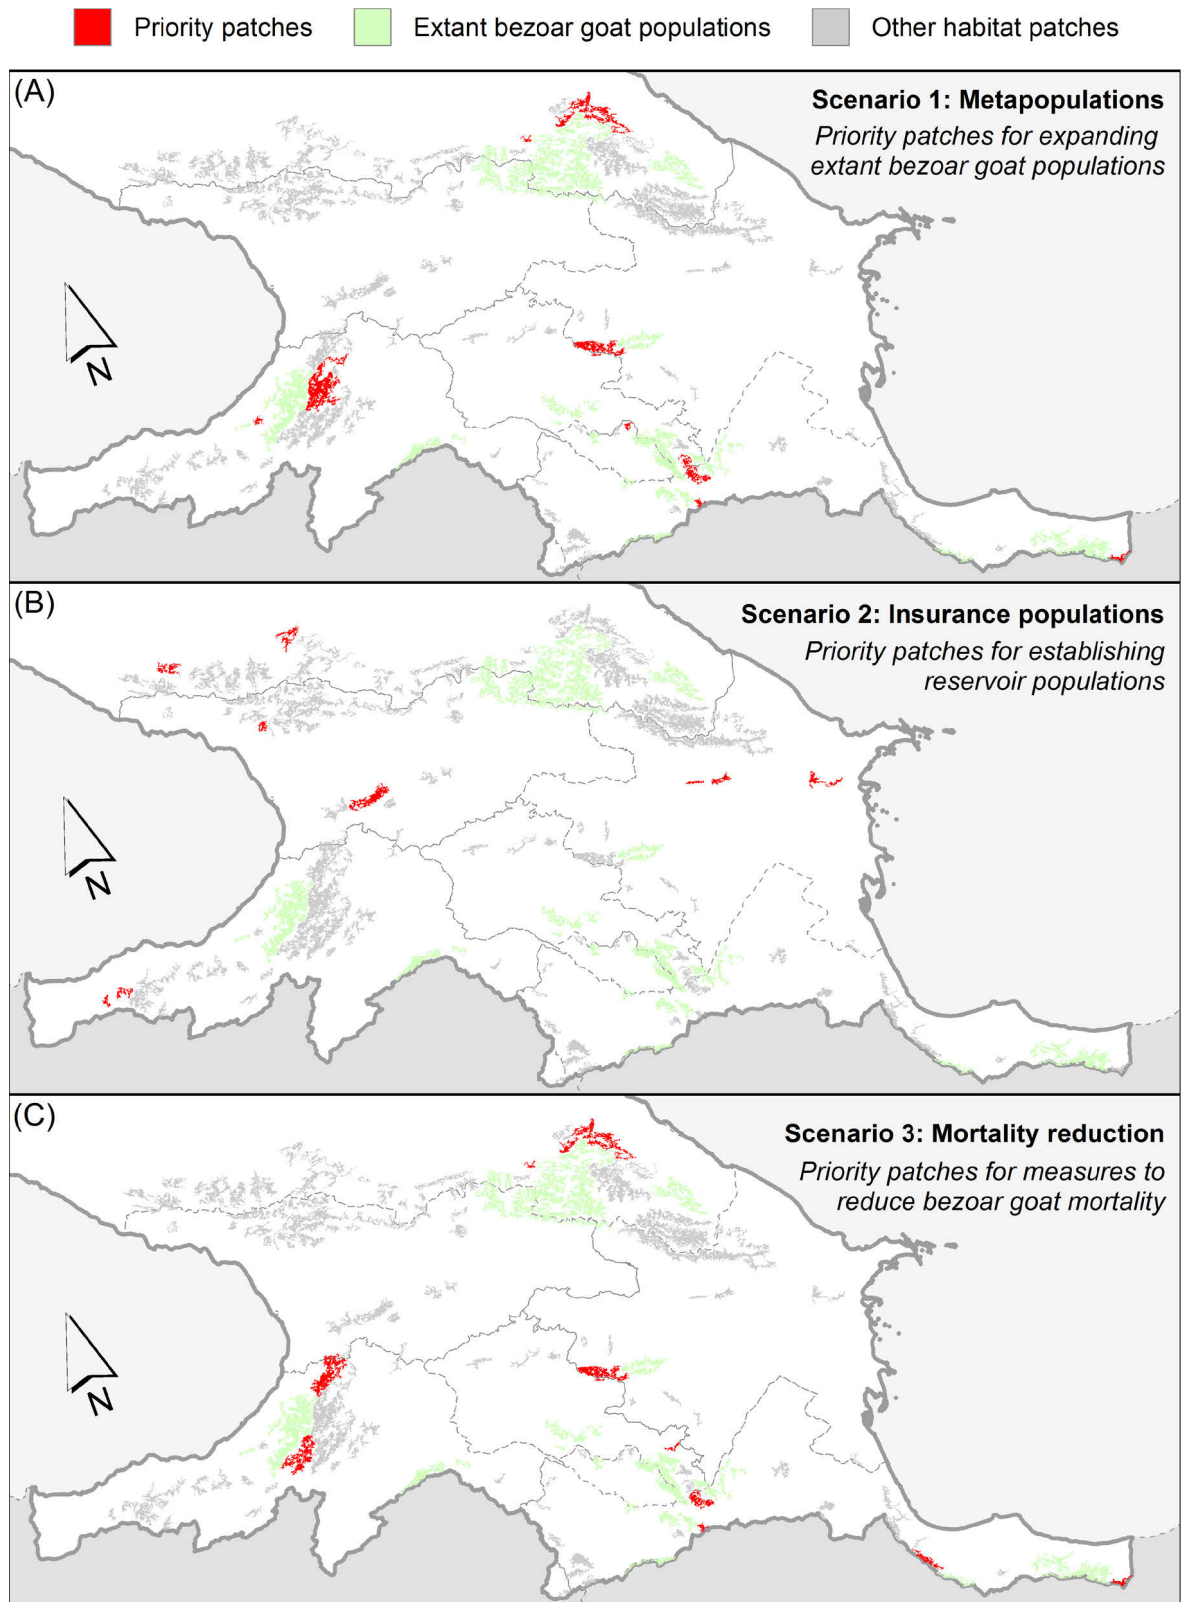 Priority patches
Extant bezoar goat populations
Other habitat patches
(A)
Scenario 1: Metapopulations
Priority patches for expanding
extant bezoar goat populations
N
(B)
Scenario 2: Insurance populations
Priority patches for establishing
reservoir populations
N
(C)
Scenario 3: Mortality reduction
Priority patches for measures to
reduce bezoar goat mortality
N